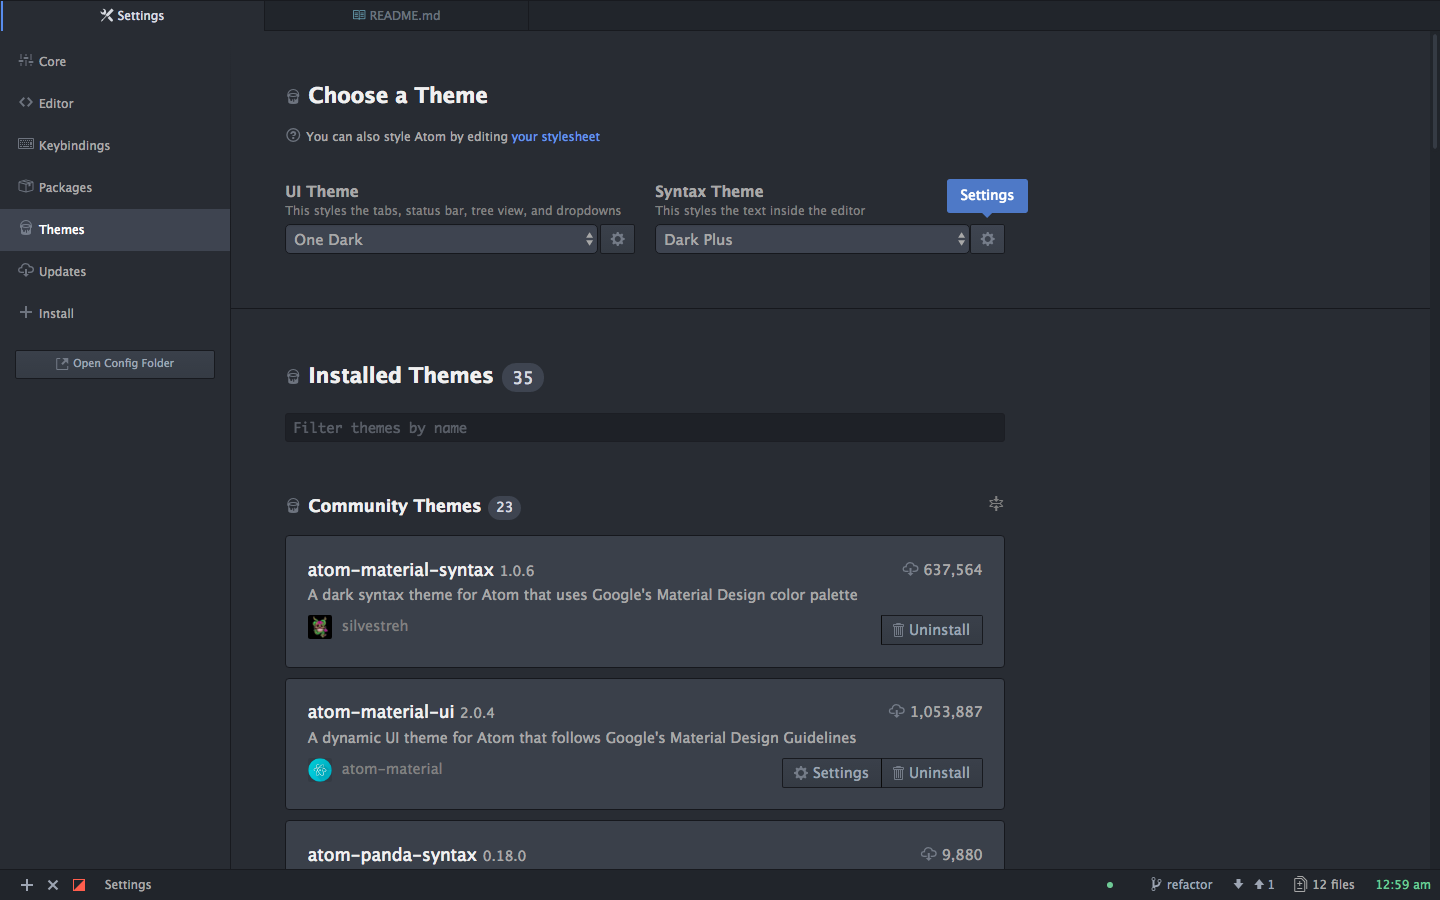 Settings
README.md
Core
Editor
Keybindings
Packages
Themes
Updates
Install
Open Config Folder
Choose a Theme
You can also style Atom by editing your stylesheet
UI Theme
This styles the tabs, status bar, tree view, and dropdowns
One Dark
Syntax Theme
This styles the text inside the editor
Dark Plus
Settings
Installed Themes 35
Filter themes by name
Community Themes 23
atom-material-syntax 1.0.6 637,564
A dark syntax theme for Atom that uses Google's Material Design color palette
silvestreh
Uninstall
atom-material-ui 2.0.4 1,053,887
A dynamic UI theme for Atom that follows Google's Material Design Guidelines
atom-material
Settings Uninstall
atom-panda-syntax 0.18.0 9,880
Settings refactor 1 12 files 12:59 am